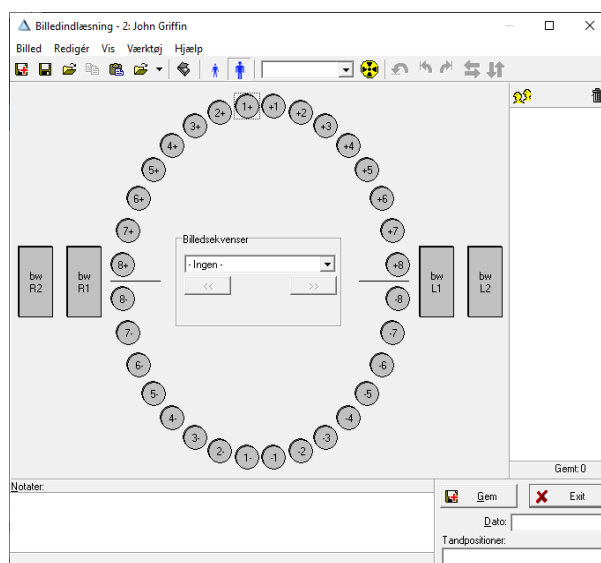 Billedindlæsning - 2: John Griffin
Billed Redigér Vis Værktøj Hjælp
1+ +1
2+ +2
3+ +3
4+ +4
5+ +5
6+ +6
7+ +7
8+ +8
Billedsekvenser
- Ingen -
<< >>
bw R2
bw R1
bw L1
bw L2
8- -8
7- -7
6- -6
5- -5
4- -4
3- -3
2- -2
1- -1
Gemt: 0
Notater:
Gem Exit
Dato:
Tandpositioner: